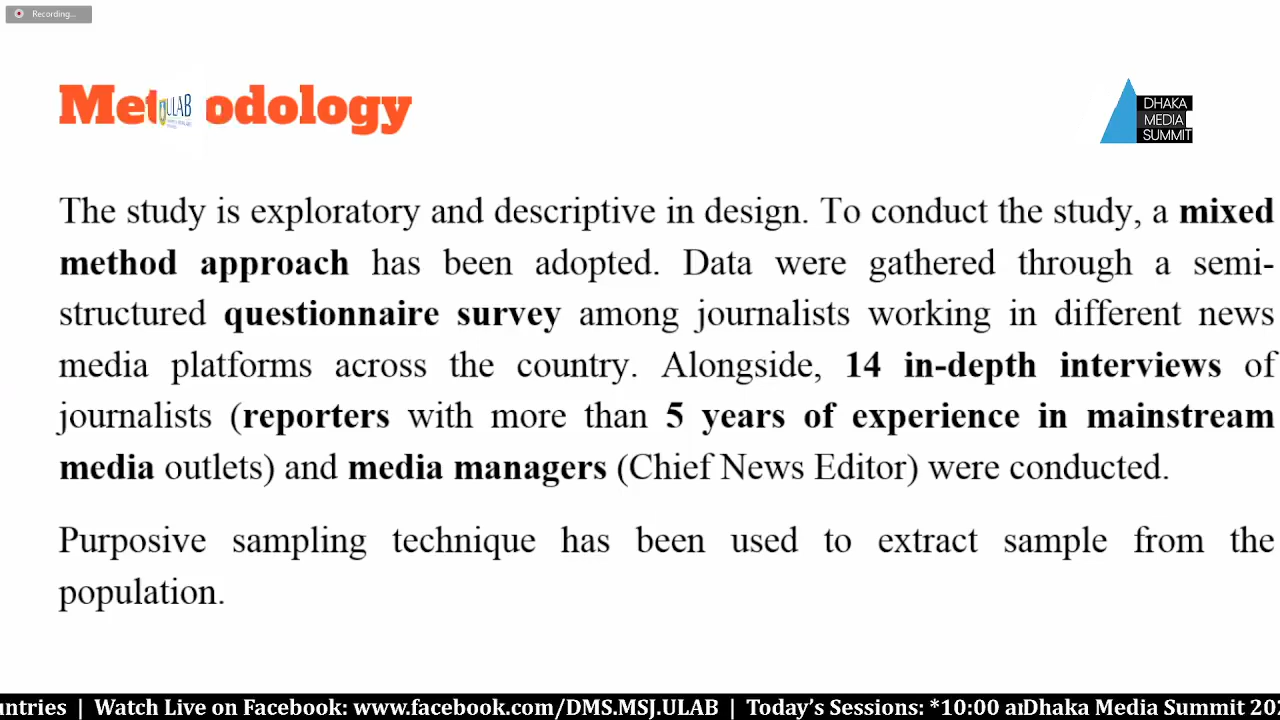 Recording...
Met odology
ULAB
DHAKA
MEDIA
SUMMIT
The study is exploratory and descriptive in design. To conduct the study, a mixed
method approach has been adopted. Data were gathered through a semi-
structured questionnaire survey among journalists working in different news
media platforms across the country. Alongside, 14 in-depth interviews of
journalists (reporters with more than 5 years of experience in mainstream
media outlets) and media managers (Chief News Editor) were conducted.
Purposive sampling technique has been used to extract sample from the
population.
untries | Watch Live on Facebook: www.facebook.com/DMS.MSJ.ULAB | Today's Sessions: *10:00 a Dhaka Media Summit 20